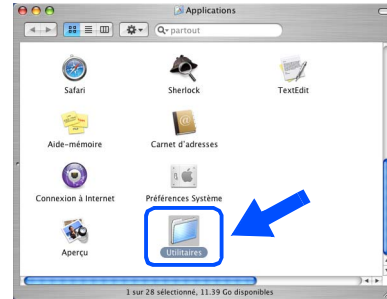 Applications
partout
Safari
Sherlock
TextEdit
Aide-mémoire
Carnet d'adresses
Connexion à Internet
Préférences Système
Aperçu
Utilitaires
1 sur 28 sélectionné, 11.39 Go disponibles